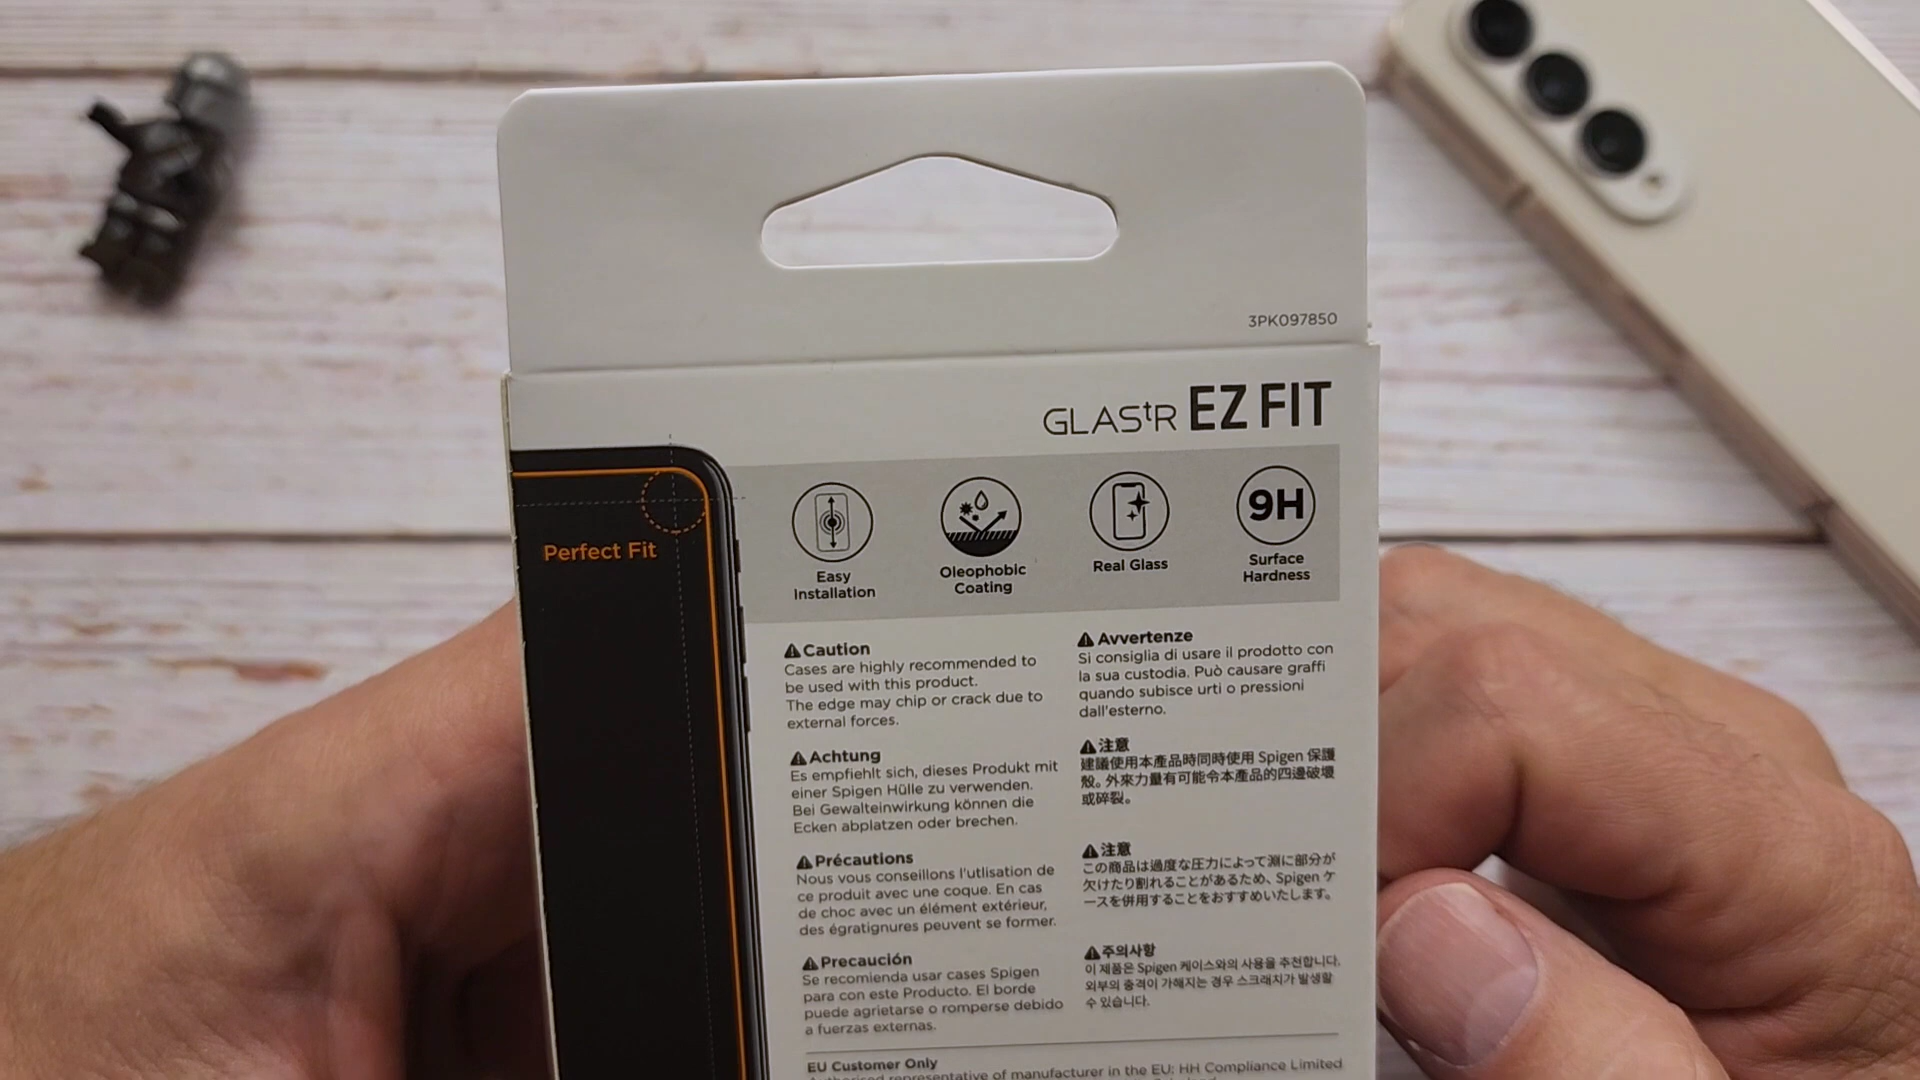 3PK097850
GLAStR EZ FIT
Perfect Fit
Easy
Installation
Oleophobic
Coating
Real Glass
9H
Surface
Hardness
Caution
Cases are highly recommended to
be used with this product.
The edge may chip or crack due to
external forces.
Achtung
Es empfiehlt sich, dieses Produkt mit
einer Spigen Hülle zu verwenden.
Bei Gewalteinwirkung können die
Ecken abplatzen oder brechen.
Précautions
Nous vous conseillons l'utlisation de
ce produit avec une coque. En cas
de choc avec un élément extérieur,
des égratignures peuvent se former.
Precaución
Se recomienda usar cases Spigen
para con este Producto. El borde
puede agrietarse o romperse debido
a fuerzas externas.
Avvertenze
Si consiglia di usare il prodotto con
la sua custodia. Può causare graffi
quando subisce urti o pressioni
dall'esterno.
注意
建議使用本產品時同時使用 Spigen 保護
殼。外來力量有可能令本產品的四邊破壞
或碎裂。
注意
この商品は過度な圧力によって淵に部分が
欠けたり割れることがあるため、Spigen ケ
ースを併用することをおすすめいたします。
주의사항
이 제품은 Spigen 케이스와의 사용을 추천합니다.
외부의 충격이 가해지는 경우 스크래치가 발생할
수 있습니다.
EU Customer Only
Authorised representative of manufacturer in the EU: HH Compliance Limited